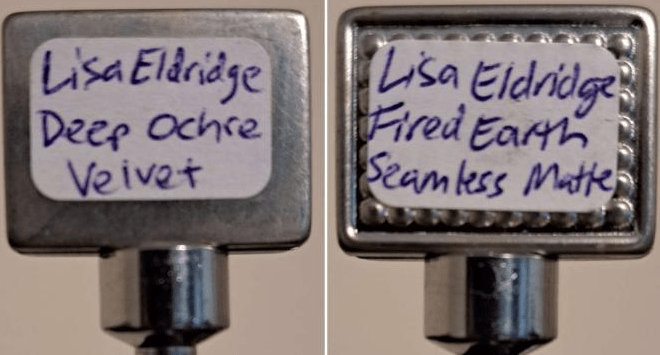 Lisa Eldridge
Deep Ochre
Velvet
Lisa Eldridge
Fired Earth
Seamless Matte